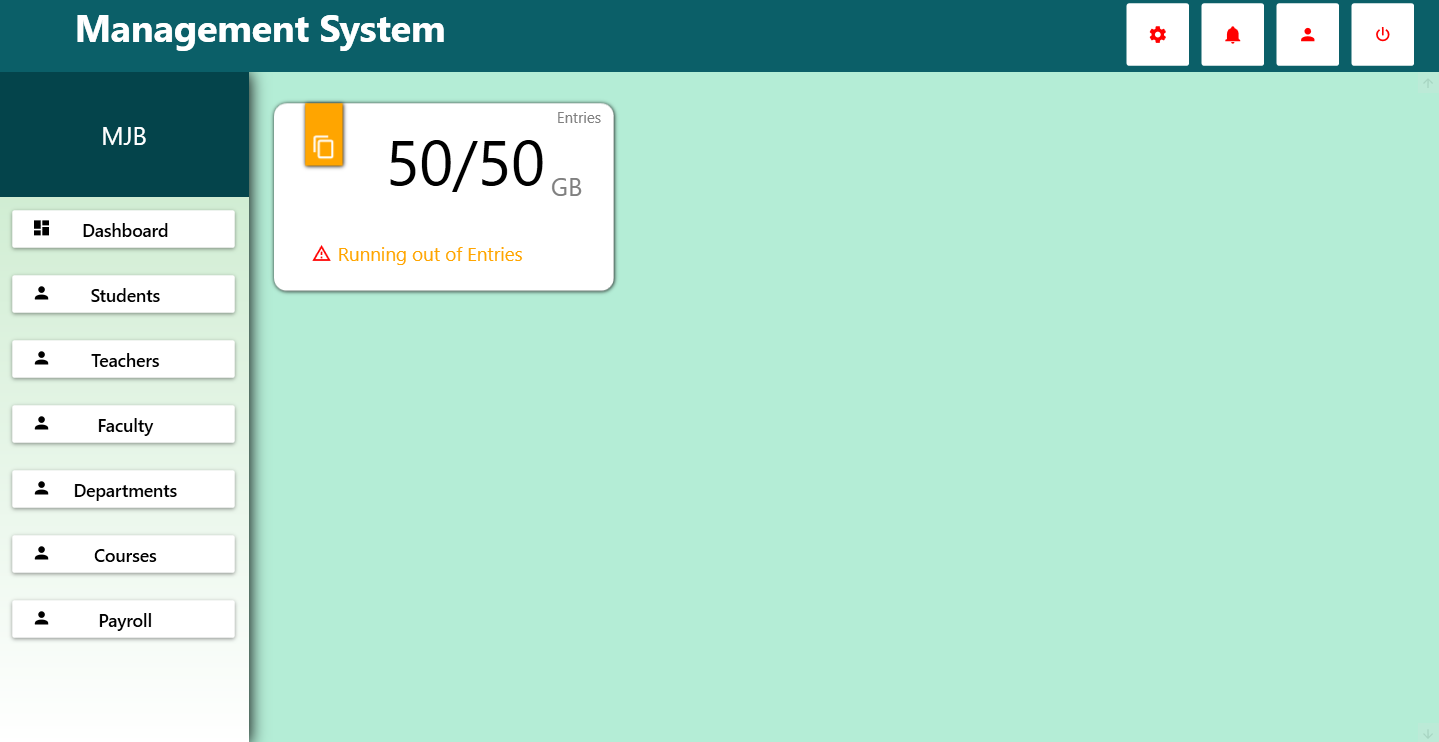 Management System
MJB
Dashboard
Students
Teachers
Faculty
Departments
Courses
Payroll
Entries
50/50 GB
Running out of Entries